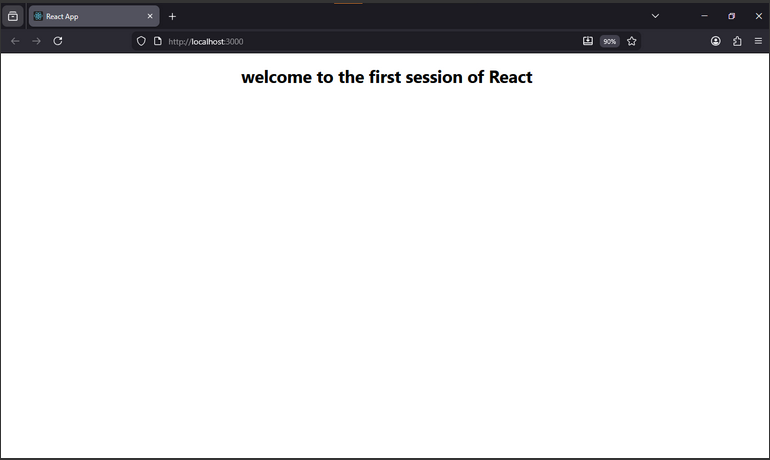 React App
http://localhost:3000
90%
welcome to the first session of React